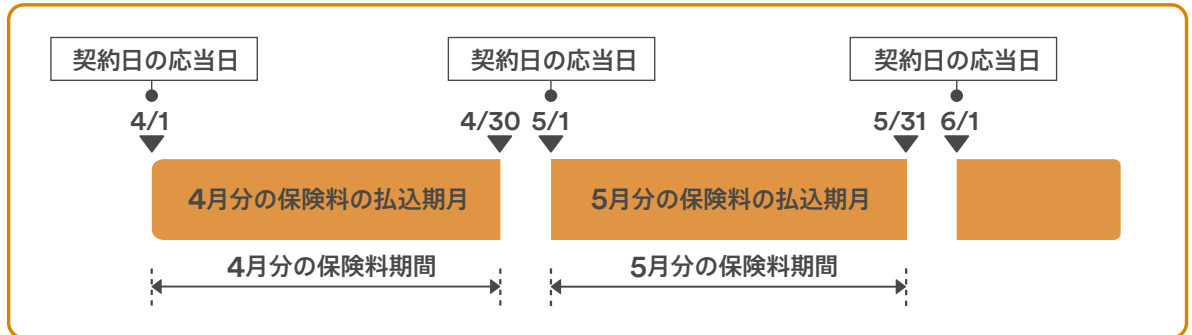 契約日の応当日 契約日の応当日 契約日の応当日
4/1 4/30 5/1 5/31 6/1
4月分の保険料の払込期月 5月分の保険料の払込期月
4月分の保険料期間 5月分の保険料期間